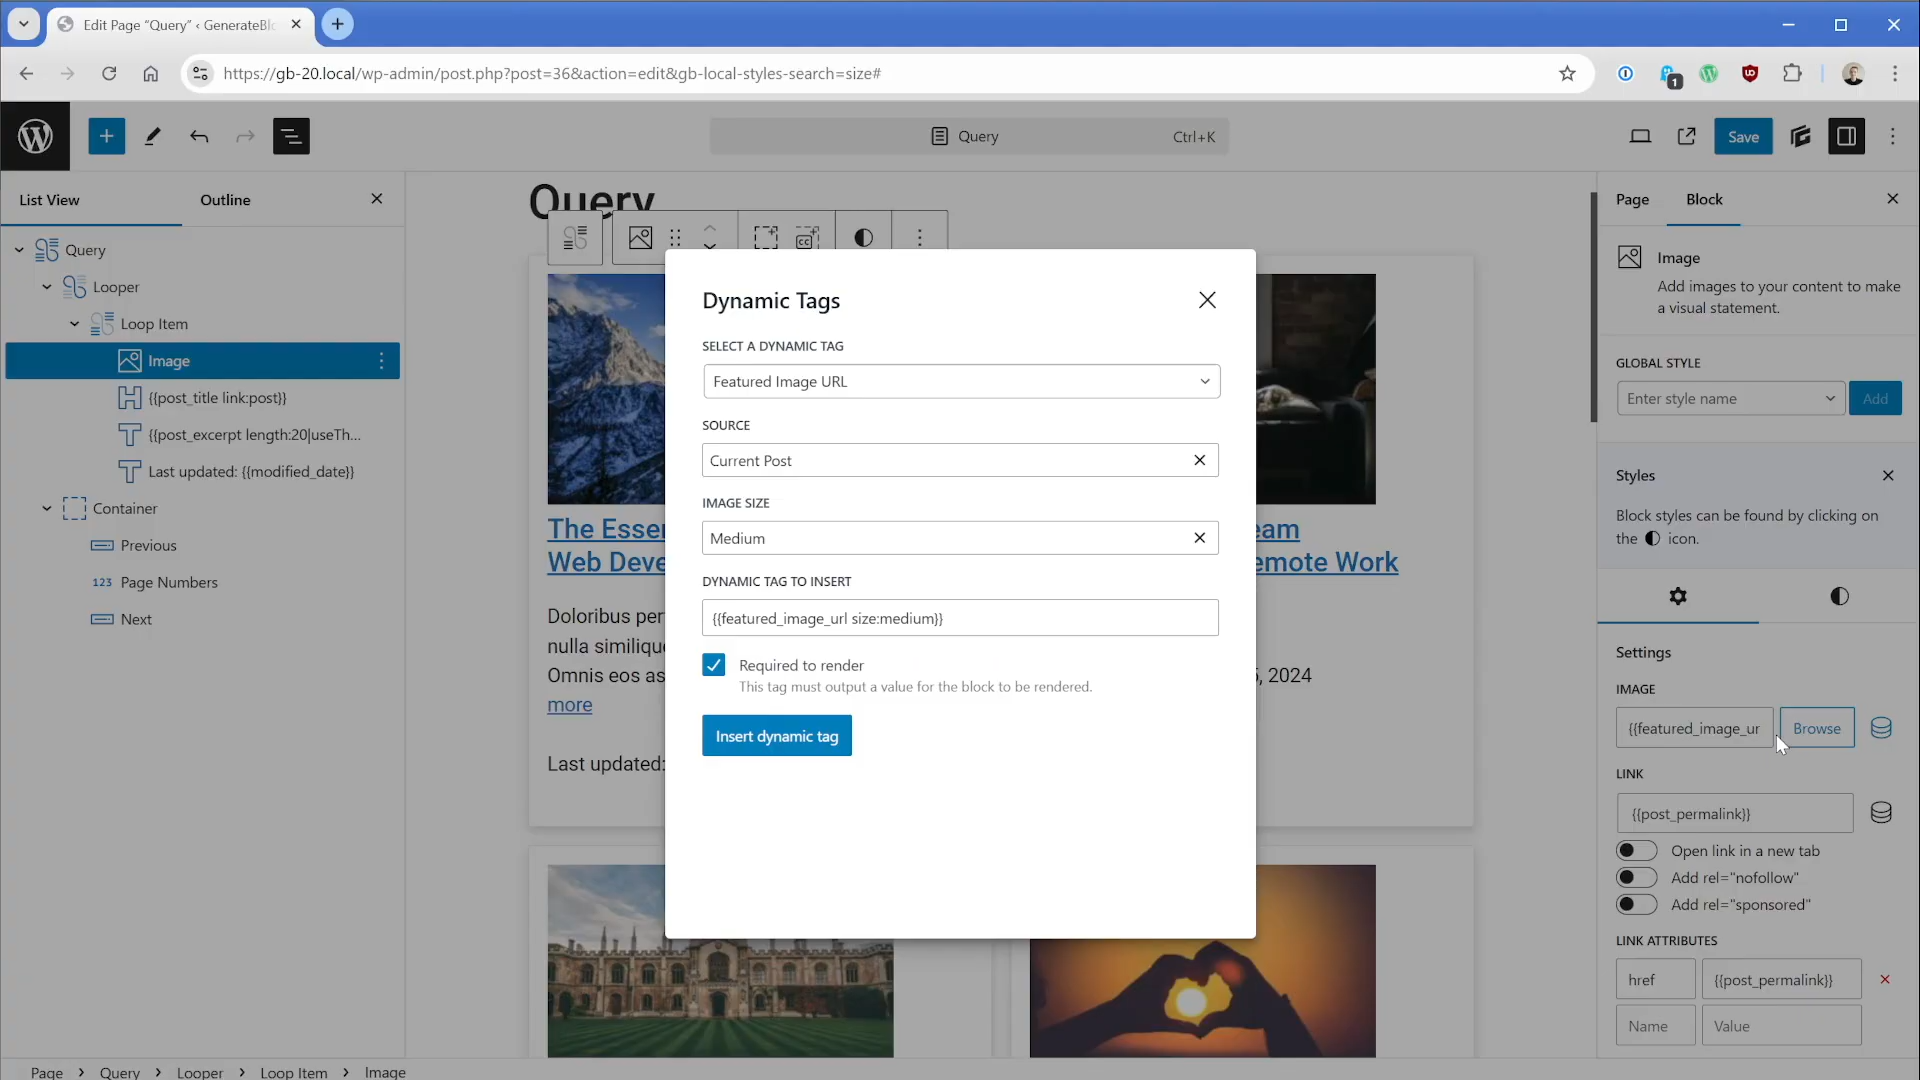 Edit Page “Query” ‹ GenerateBlo
https://gb-20.local/wp-admin/post.php?post=36&action=edit&gb-local-styles-search=size#
1
Query
Ctrl+K
Save
List View
Outline
Query
Looper
Loop Item
Image
{{post_title link:post}}
{{post_excerpt length:20|useTh...
Last updated: {{modified_date}}
Container
Previous
123 Page Numbers
Next
Query
CC
The Essen
Web Deve
Doloribus per
nulla similique
Omnis eos as
more
Last updated:
eam
emote Work
5, 2024
Dynamic Tags
SELECT A DYNAMIC TAG
Featured Image URL
SOURCE
Current Post
IMAGE SIZE
Medium
DYNAMIC TAG TO INSERT
{{featured_image_url size:medium}}
Required to render
This tag must output a value for the block to be rendered.
Insert dynamic tag
Page
Block
Image
Add images to your content to make
a visual statement.
GLOBAL STYLE
Enter style name
Add
Styles
Block styles can be found by clicking on
the icon.
Settings
IMAGE
{{featured_image_ur
Browse
LINK
{{post_permalink}}
Open link in a new tab
Add rel="nofollow"
Add rel="sponsored"
LINK ATTRIBUTES
href
{{post_permalink}}
Name
Value
Page › Query › Looper › Loop Item › Image